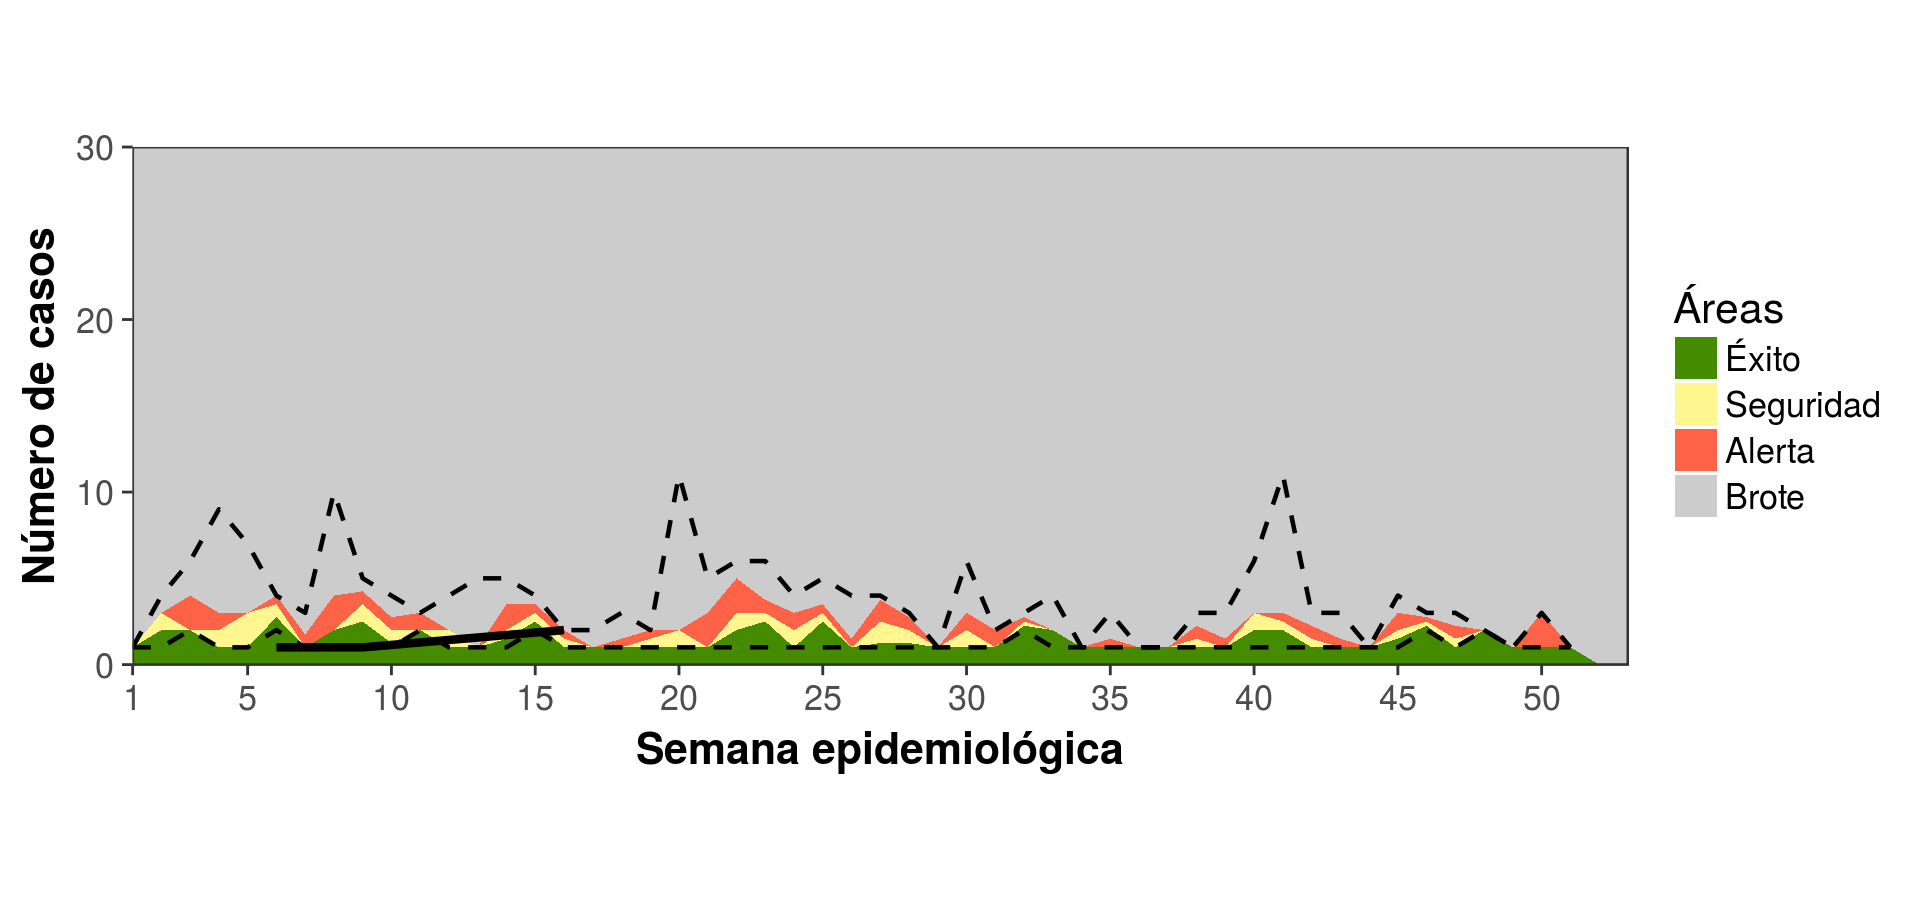 Número de casos
30
20
10
0
1 5 10 15 20 25 30 35 40 45 50
Semana epidemiológica
Áreas
Éxito
Seguridad
Alerta
Brote